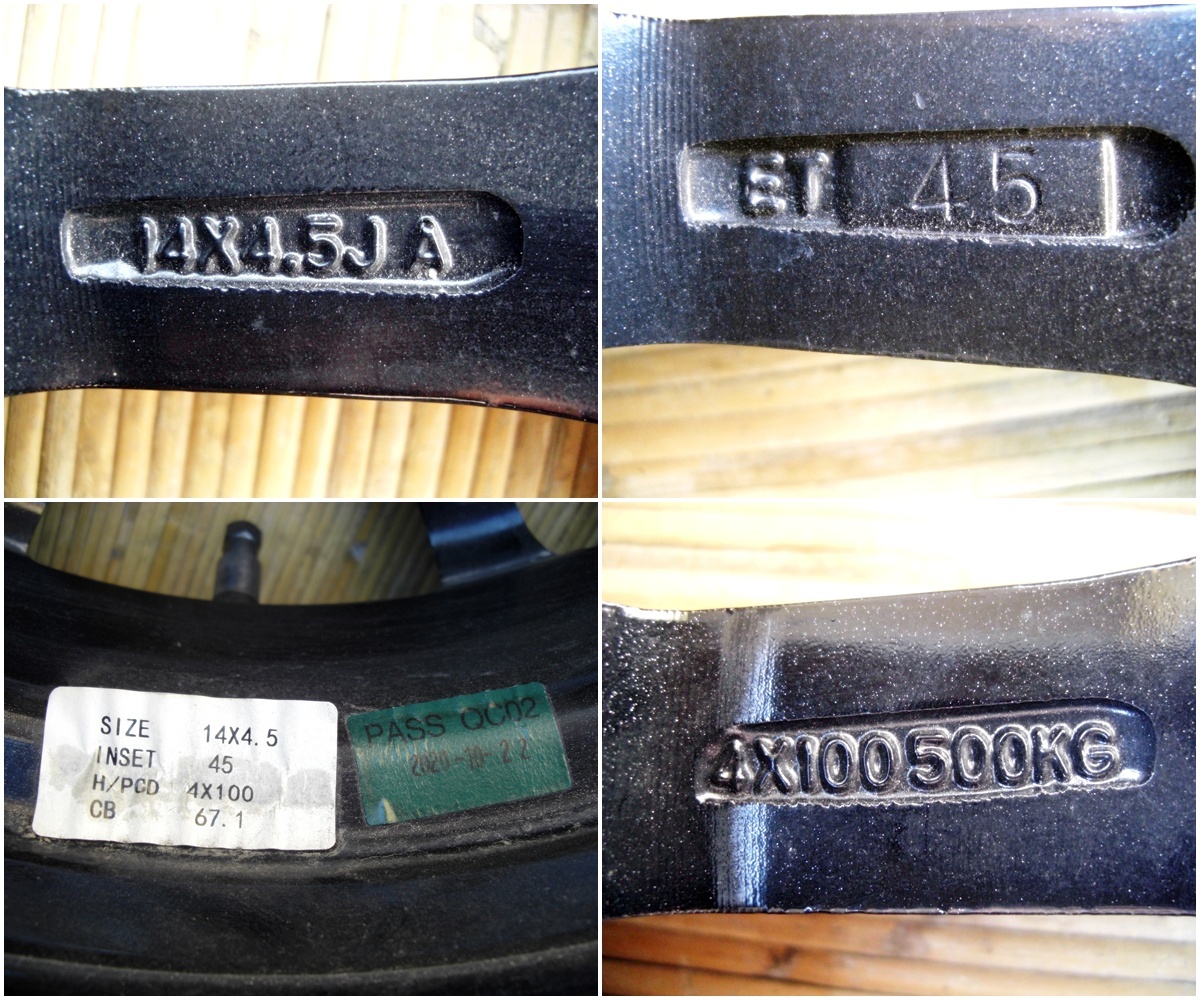 14X4.5J A
ET 45
SIZE 14X4.5
INSET 45
H/PCD 4X100
CB 67.1
PASS QC02
2020-10-22
4X100 500KG